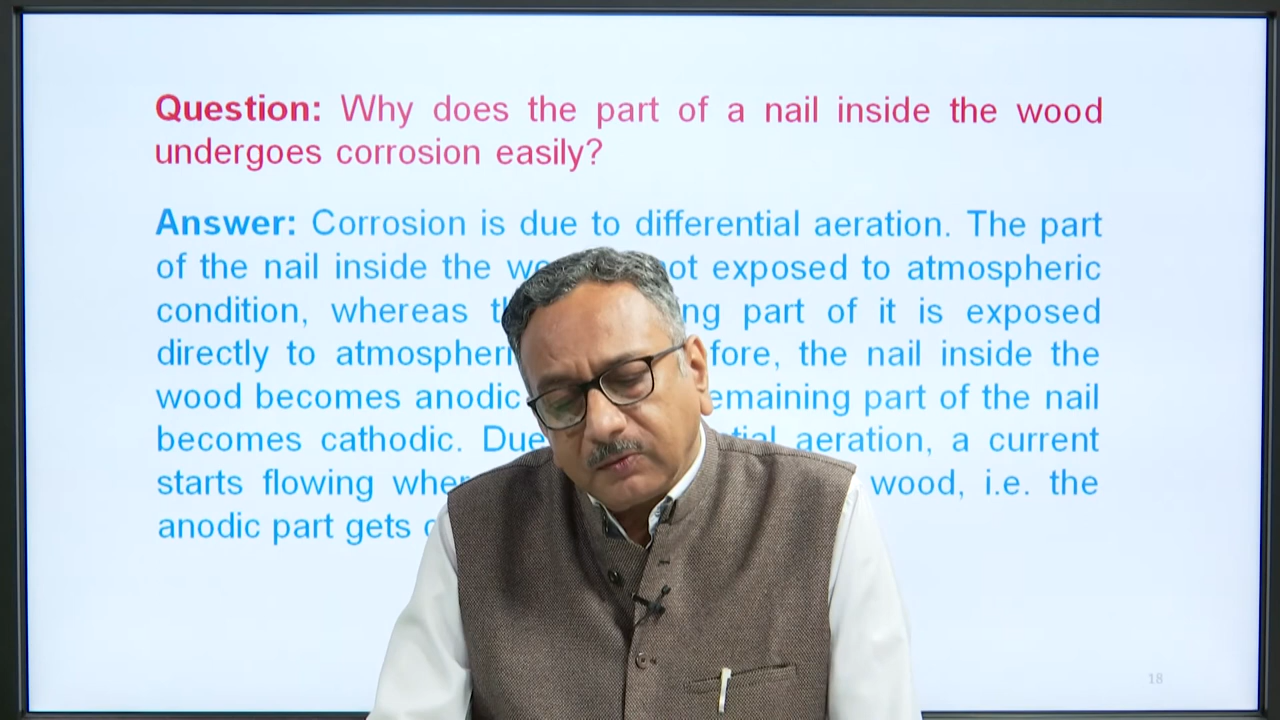 Question: Why does the part of a nail inside the wood
undergoes corrosion easily?
Answer: Corrosion is due to differential aeration. The part
of the nail inside the exposed to atmospheric
condition, whereas part of it is exposed
directly to the nail inside the
wood becomes anodic part of the nail
becomes cathodic. aeration, a current
starts flowing wood, i.e. the
anodic part gets
18